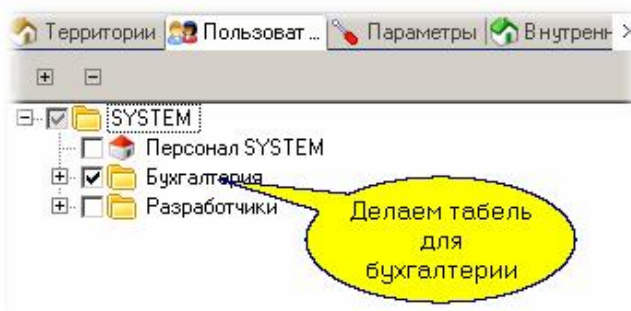 Территории Пользоват ... Параметры Внутренн
SYSTEM
Персонал SYSTEM
Бухгалтерия
Разработчики
Делаем табель
для
бухгалтерии